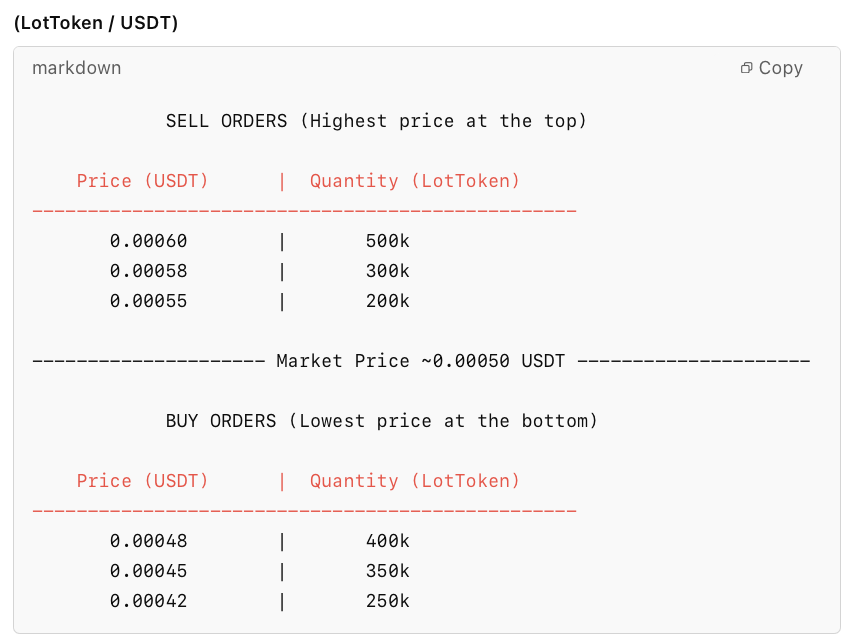 (LotToken / USDT)
markdown
Copy
SELL ORDERS (Highest price at the top)
Price (USDT) | Quantity (LotToken)
-------------------------------------------------
0.00060 | 500k
0.00058 | 300k
0.00055 | 200k
--------------------- Market Price ~0.00050 USDT ---------------------
BUY ORDERS (Lowest price at the bottom)
Price (USDT) | Quantity (LotToken)
-------------------------------------------------
0.00048 | 400k
0.00045 | 350k
0.00042 | 250k